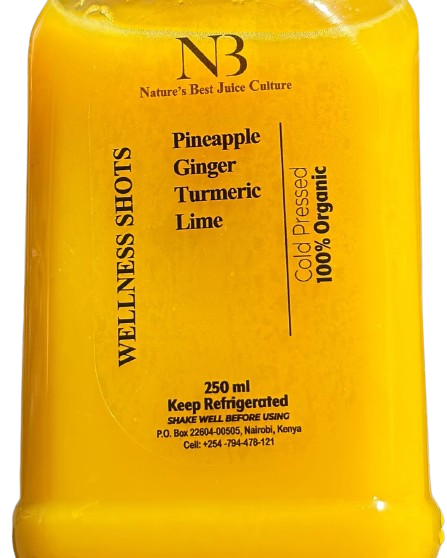 NB
Nature's Best Juice Culture
WELLNESS SHOTS
Pineapple
Ginger
Turmeric
Lime
Cold Pressed
100% Organic
250 ml
Keep Refrigerated
SHAKE WELL BEFORE USING
P.O. Box 22604-00505, Nairobi, Kenya
Cell: +254 -794-478-121